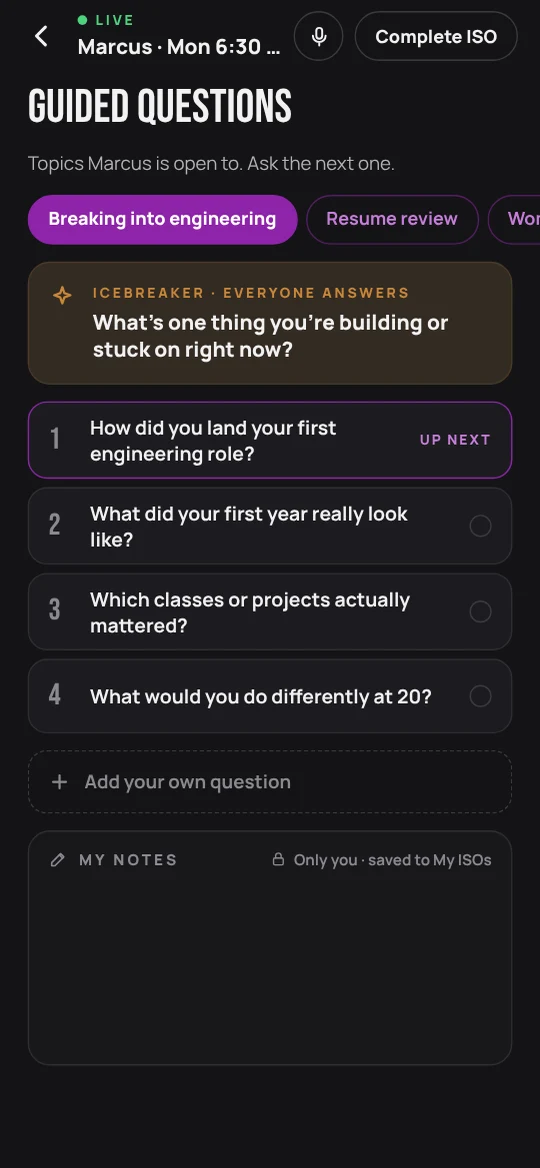 LIVE
Marcus · Mon 6:30 ...
Complete ISO
GUIDED QUESTIONS
Topics Marcus is open to. Ask the next one.
Breaking into engineering
Resume review
Wor
ICEBREAKER · EVERYONE ANSWERS
What's one thing you're building or
stuck on right now?
1
How did you land your first
engineering role?
UP NEXT
2
What did your first year really look
like?
3
Which classes or projects actually
mattered?
4
What would you do differently at 20?
Add your own question
MY NOTES
Only you · saved to My ISOs